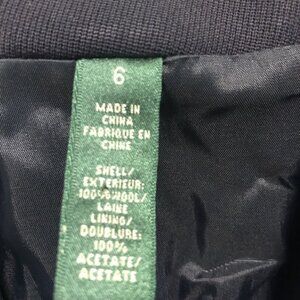 6
MADE IN
CHINA
FABRIQUE EN
CHINE
SHELL/
EXTERIEUR:
100% WOOL/
LAINE
LINING/
DOUBLURE:
100%
ACETATE/
ACETATE